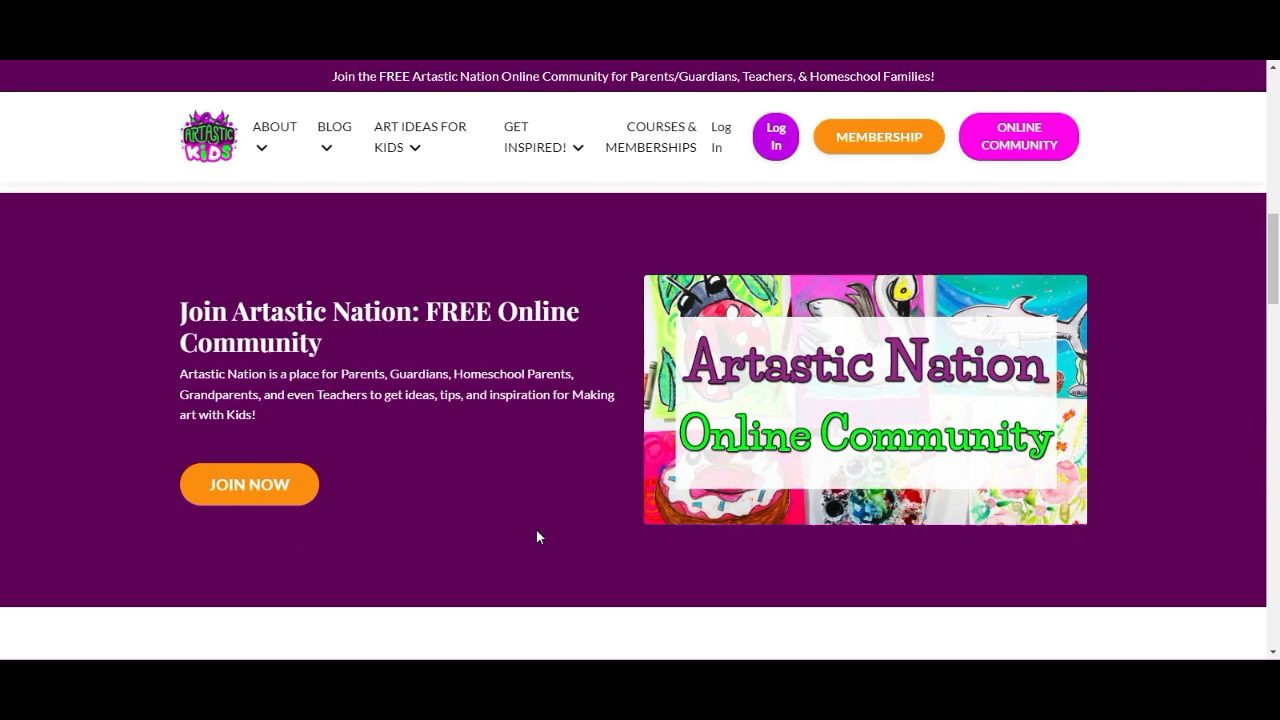 Join the FREE Artastic Nation Online Community for Parents/Guardians, Teachers, & Homeschool Families!
ARTASTIC
KIDS
ABOUT
BLOG
ART IDEAS FOR
KIDS
GET
INSPIRED!
COURSES &
MEMBERSHIPS
Log
In
Log
In
MEMBERSHIP
ONLINE
COMMUNITY
Join Artastic Nation: FREE Online
Community
Artastic Nation is a place for Parents, Guardians, Homeschool Parents,
Grandparents, and even Teachers to get ideas, tips, and inspiration for Making
art with Kids!
JOIN NOW
Artastic Nation
Online Community